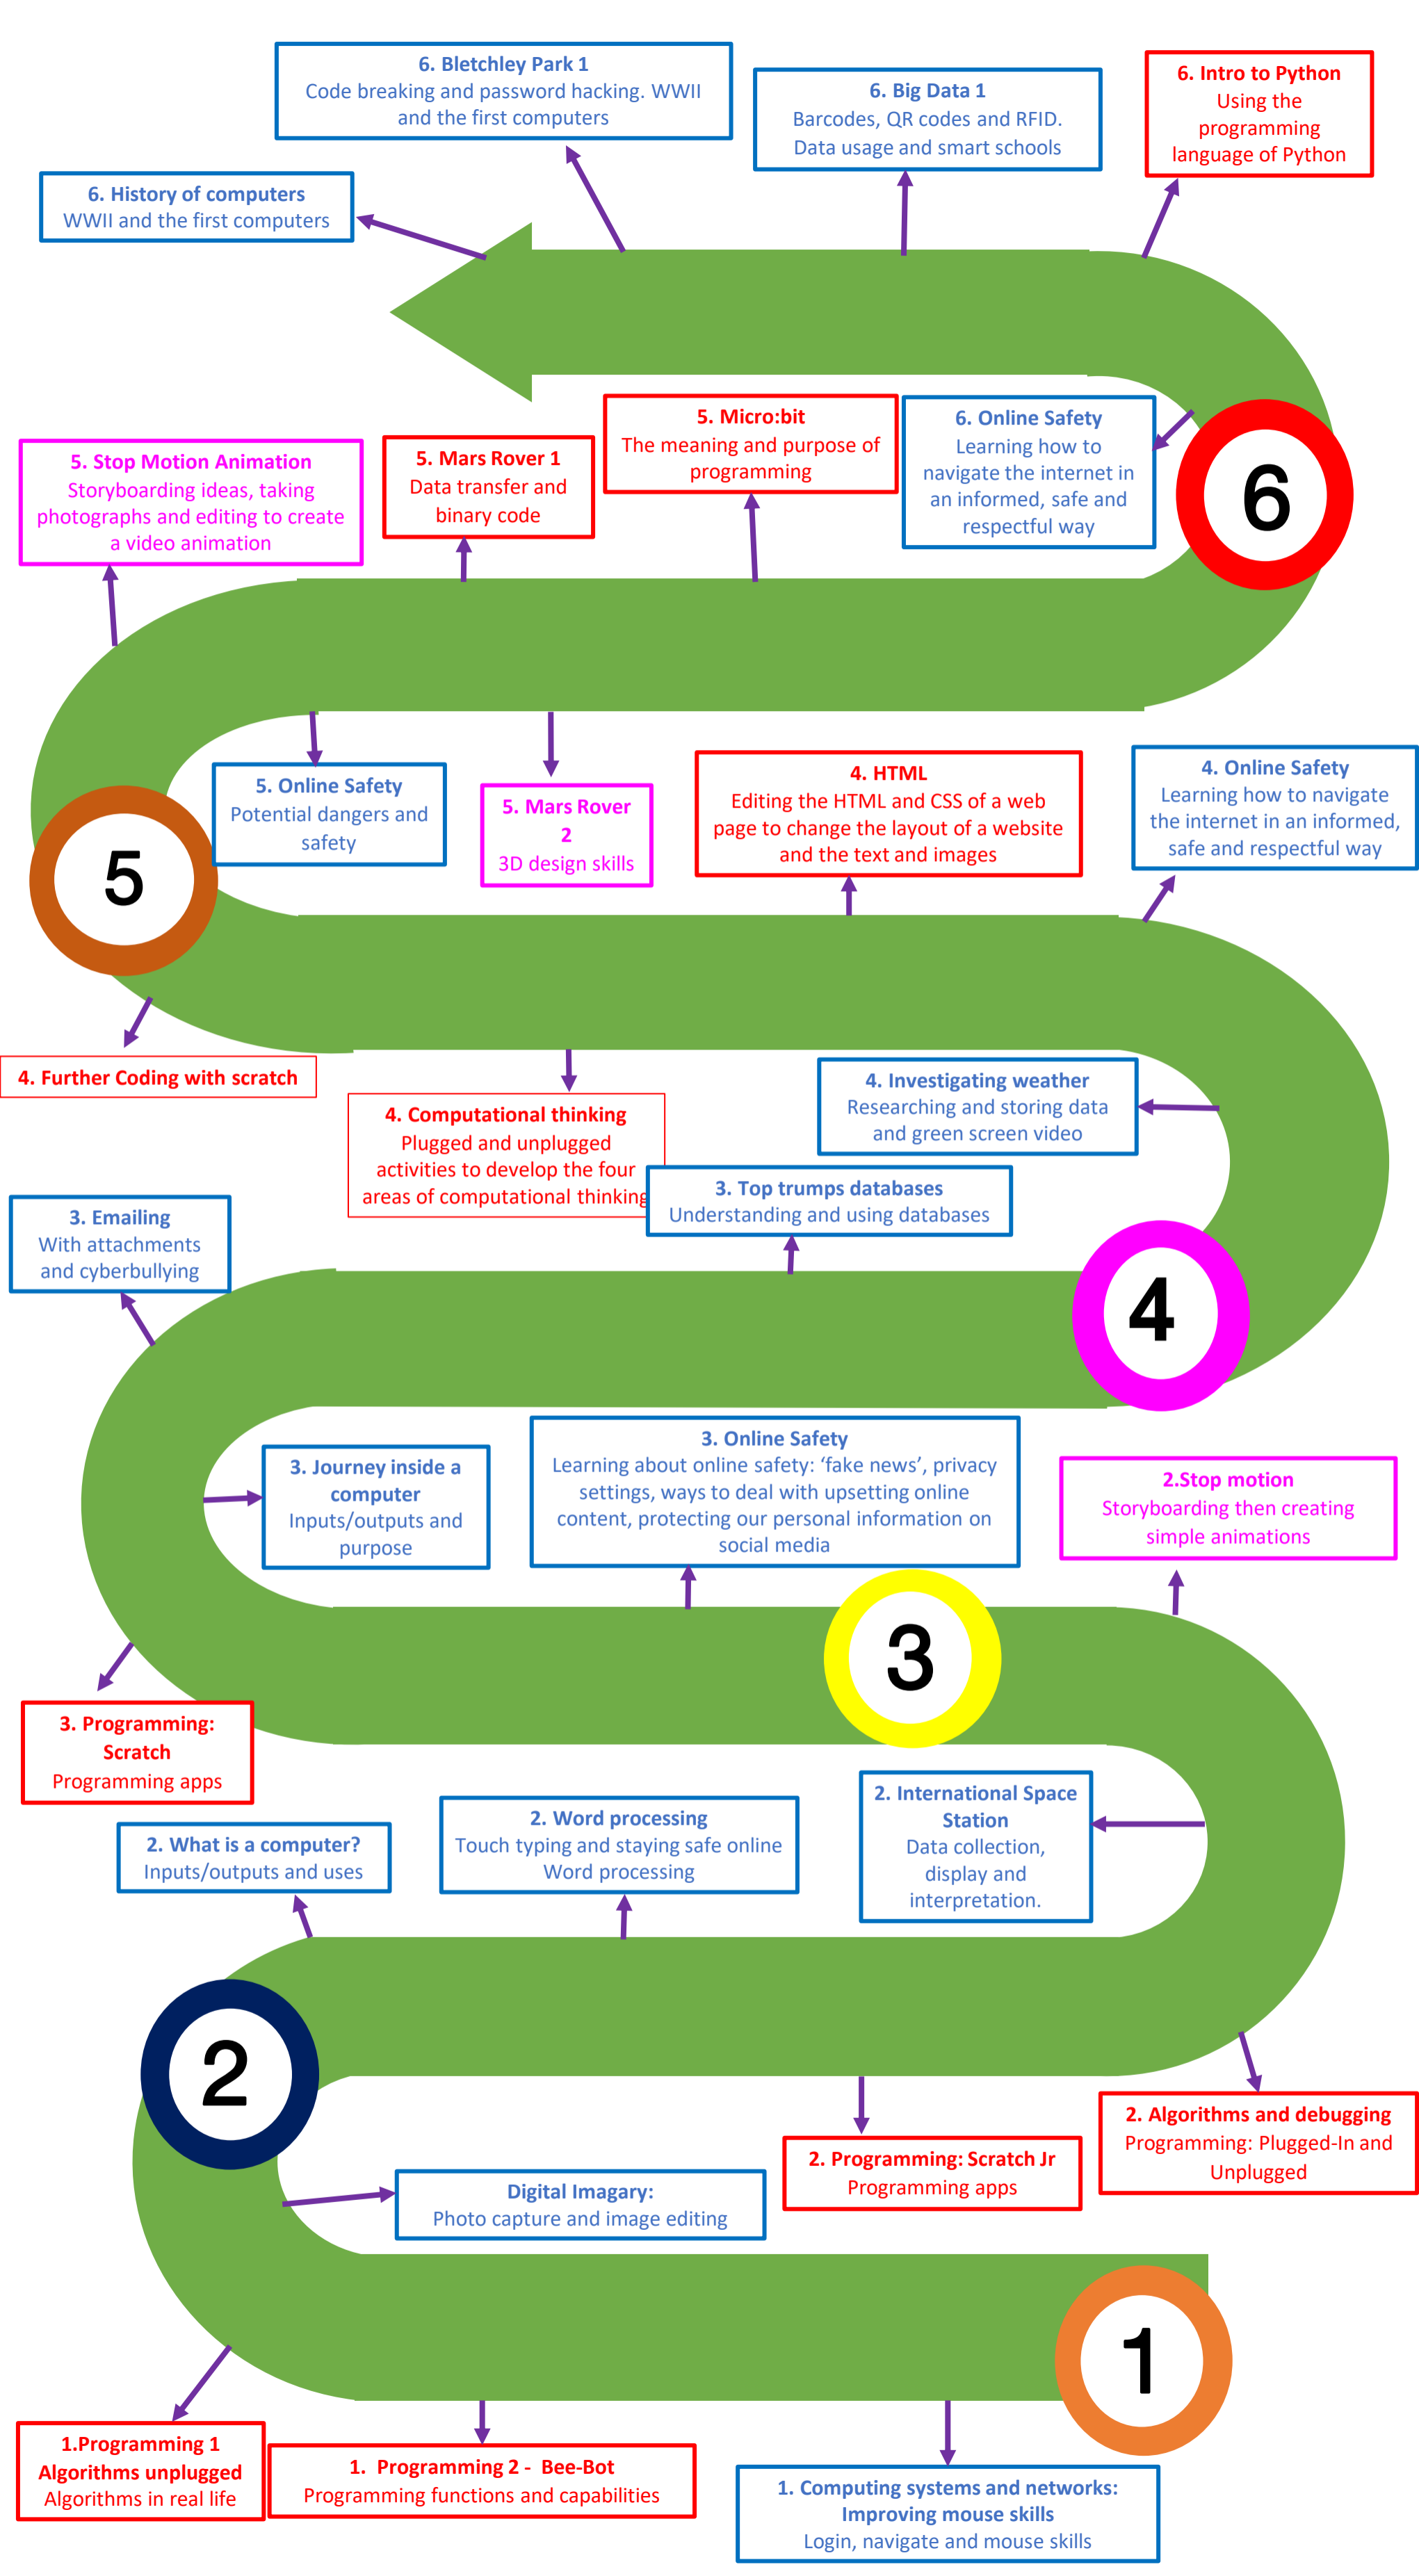 6. Bletchley Park 1
Code breaking and password hacking. WWII
and the first computers
6. Big Data 1
Barcodes, QR codes and RFID.
Data usage and smart schools
6. Intro to Python
Using the
programming
language of Python
6. History of computers
WWII and the first computers
5. Stop Motion Animation
Storyboarding ideas, taking
photographs and editing to create
a video animation
5. Mars Rover 1
Data transfer and
binary code
5. Micro:bit
The meaning and purpose of
programming
6. Online Safety
Learning how to
navigate the internet in
an informed, safe and
respectful way
6
5. Online Safety
Potential dangers and
safety
5. Mars Rover
2
3D design skills
4. HTML
Editing the HTML and CSS of a web
page to change the layout of a website
and the text and images
4. Online Safety
Learning how to navigate
the internet in an informed,
safe and respectful way
5
4. Further Coding with scratch
4. Computational thinking
Plugged and unplugged
activities to develop the four
areas of computational thinking
4. Investigating weather
Researching and storing data
and green screen video
3. Top trumps databases
Understanding and using databases
3. Emailing
With attachments
and cyberbullying
4
3. Journey inside a
computer
Inputs/outputs and
purpose
3. Online Safety
Learning about online safety: ‘fake news’, privacy
settings, ways to deal with upsetting online
content, protecting our personal information on
social media
2.Stop motion
Storyboarding then creating
simple animations
3
3. Programming:
Scratch
Programming apps
2. What is a computer?
Inputs/outputs and uses
2. Word processing
Touch typing and staying safe online
Word processing
2. International Space
Station
Data collection,
display and
interpretation.
2
2. Programming: Scratch Jr
Programming apps
2. Algorithms and debugging
Programming: Plugged-In and
Unplugged
Digital Imagary:
Photo capture and image editing
1
1.Programming 1
Algorithms unplugged
Algorithms in real life
1. Programming 2 - Bee-Bot
Programming functions and capabilities
1. Computing systems and networks:
Improving mouse skills
Login, navigate and mouse skills